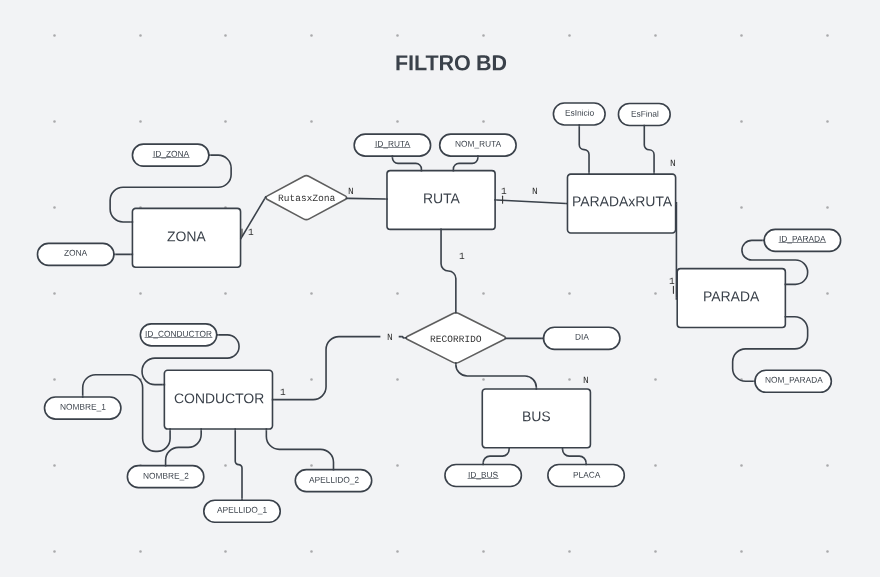 FILTRO BD
EsInicio
EsFinal
ID_ZONA
ID_RUTA
NOM_RUTA
N
RutasxZona
N
RUTA
1
N
PARADAxRUTA
ZONA
1
ZONA
ID_PARADA
1
1
PARADA
ID_CONDUCTOR
N
RECORRIDO
DIA
NOM_PARADA
CONDUCTOR
1
N
NOMBRE_1
BUS
NOMBRE_2
APELLIDO_2
ID_BUS
PLACA
APELLIDO_1